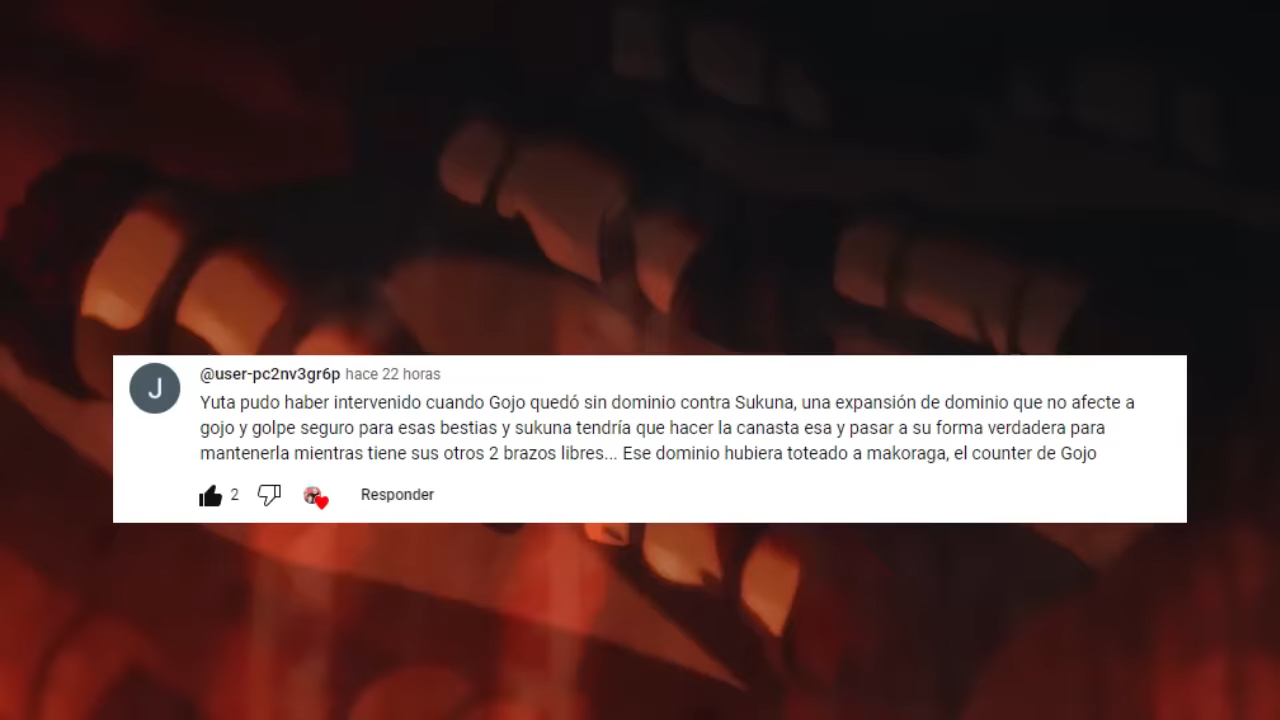 J
@user-pc2nv3gr6p hace 22 horas
Yuta pudo haber intervenido cuando Gojo quedó sin dominio contra Sukuna, una expansión de dominio que no afecte a
gojo y golpe seguro para esas bestias y sukuna tendría que hacer la canasta esa y pasar a su forma verdadera para
mantenerla mientras tiene sus otros 2 brazos libres... Ese dominio hubiera toteado a makoraga, el counter de Gojo
2 Responder